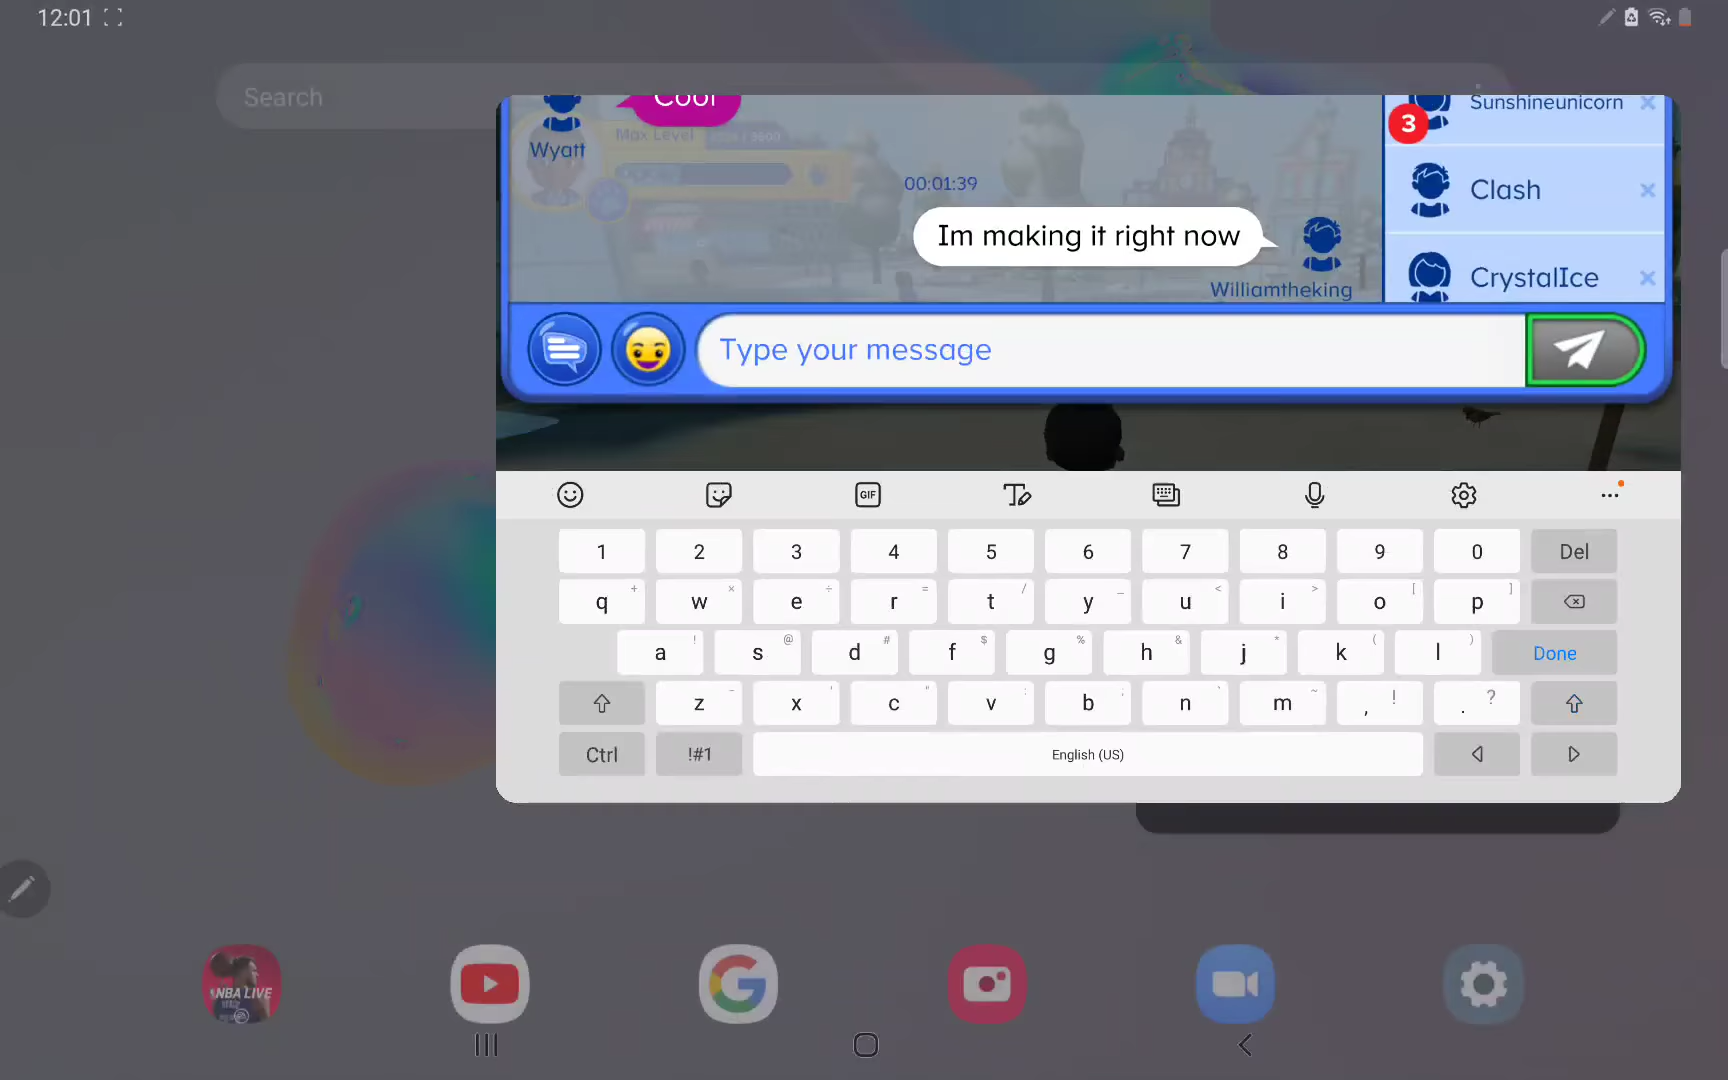 12:01
Search
Cool
Wyatt
Max Level
00:01:39
Im making it right now
Williamtheking
3
Sunshineunicorn
Clash
CrystalIce
Type your message
GIF
1 2 3 4 5 6 7 8 9 0 Del
q w e r t y u i o p
a s d f g h j k l Done
z x c v b n m , ! . ?
Ctrl !#1 English (US)
NBA LIVE